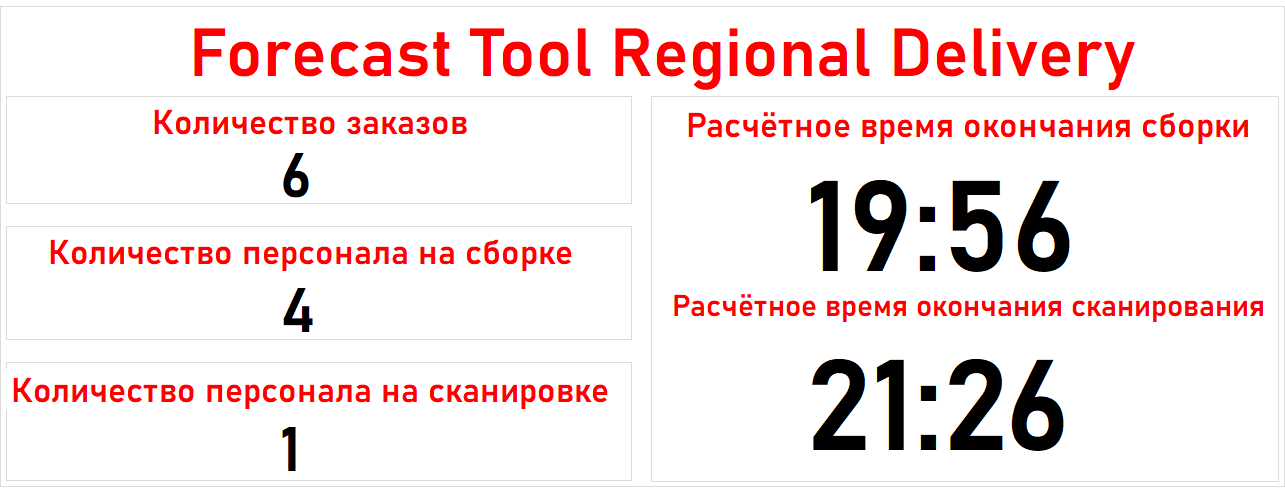 Forecast Tool Regional Delivery
Количество заказов
6
Количество персонала на сборке
4
Количество персонала на сканировке
1
Расчётное время окончания сборки
19:56
Расчётное время окончания сканирования
21:26